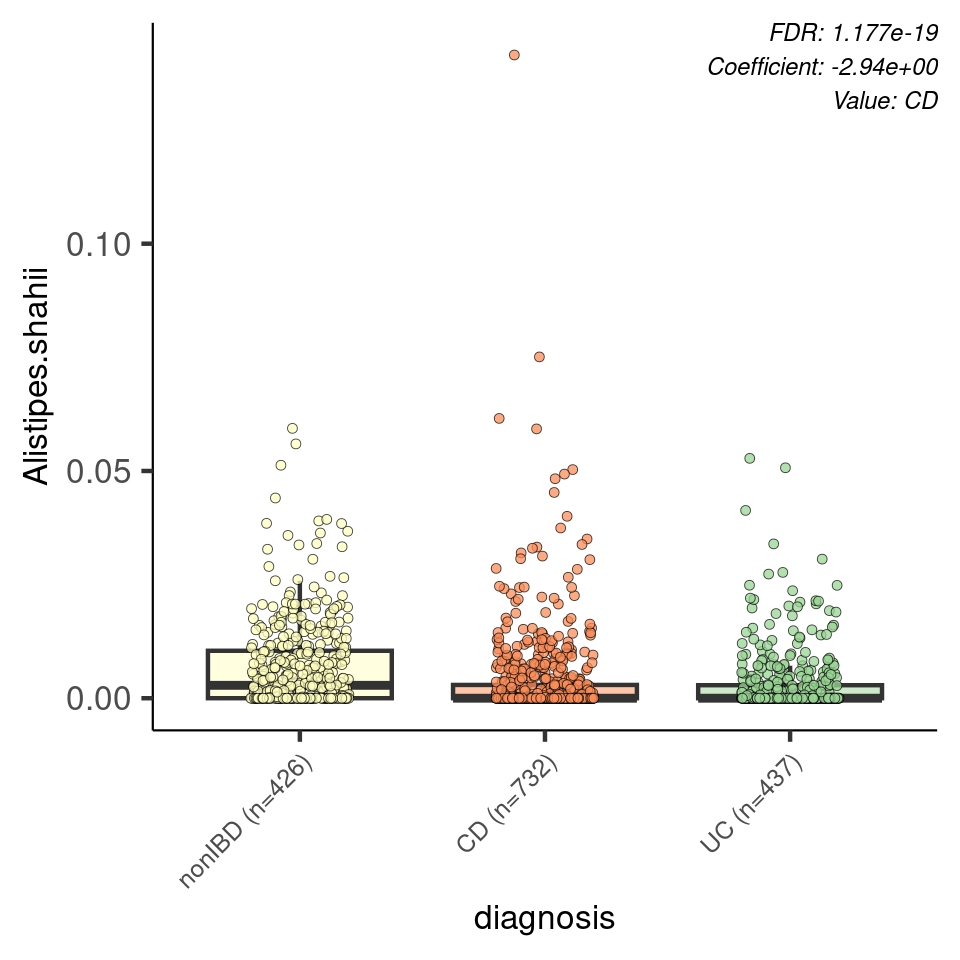 FDR: 1.177e-19
Coefficient: -2.94e+00
Value: CD
Alistipes.shahii
0.10
0.05
0.00
nonIBD (n=426)
CD (n=732)
UC (n=437)
diagnosis